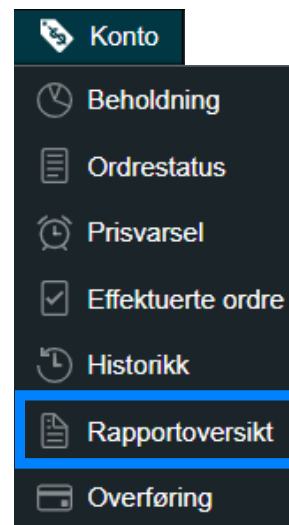 Konto
Beholdning
Ordrestatus
Prisvarsel
Effektuerte ordre
Historikk
Rapportoversikt
Overføring